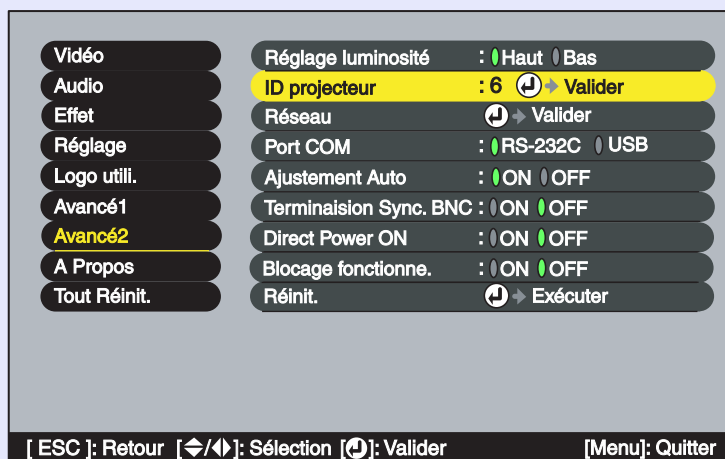 Vidéo
Audio
Effet
Réglage
Logo utili.
Avancé1
Avancé2
A Propos
Tout Réinit.
Réglage luminosité : Haut Bas
ID projecteur : 6 Valider
Réseau Valider
Port COM : RS-232C USB
Ajustement Auto : ON OFF
Terminaision Sync. BNC : ON OFF
Direct Power ON : ON OFF
Blocage fonctionne. : ON OFF
Réinit. Exécuter
[ ESC ]: Retour [ / ]: Sélection [ ]: Valider [Menu]: Quitter